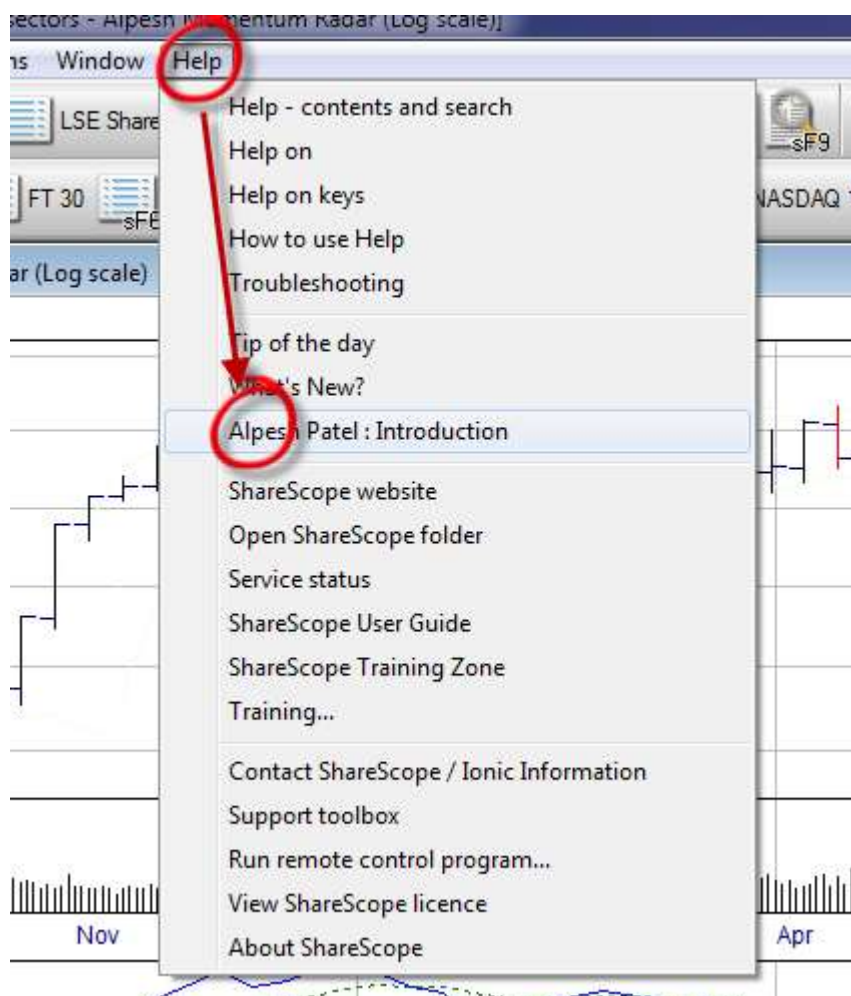 sectors - Alpesh Momentum Radar (Log scale)]
ns Window Help
LSE Share
sF9
FT 30
sF6
NASDAQ
ar (Log scale)
Help - contents and search
Help on
Help on keys
How to use Help
Troubleshooting
Tip of the day
What's New?
Alpesh Patel : Introduction
ShareScope website
Open ShareScope folder
Service status
ShareScope User Guide
ShareScope Training Zone
Training...
Contact ShareScope / Ionic Information
Support toolbox
Run remote control program...
View ShareScope licence
About ShareScope
Nov
Apr